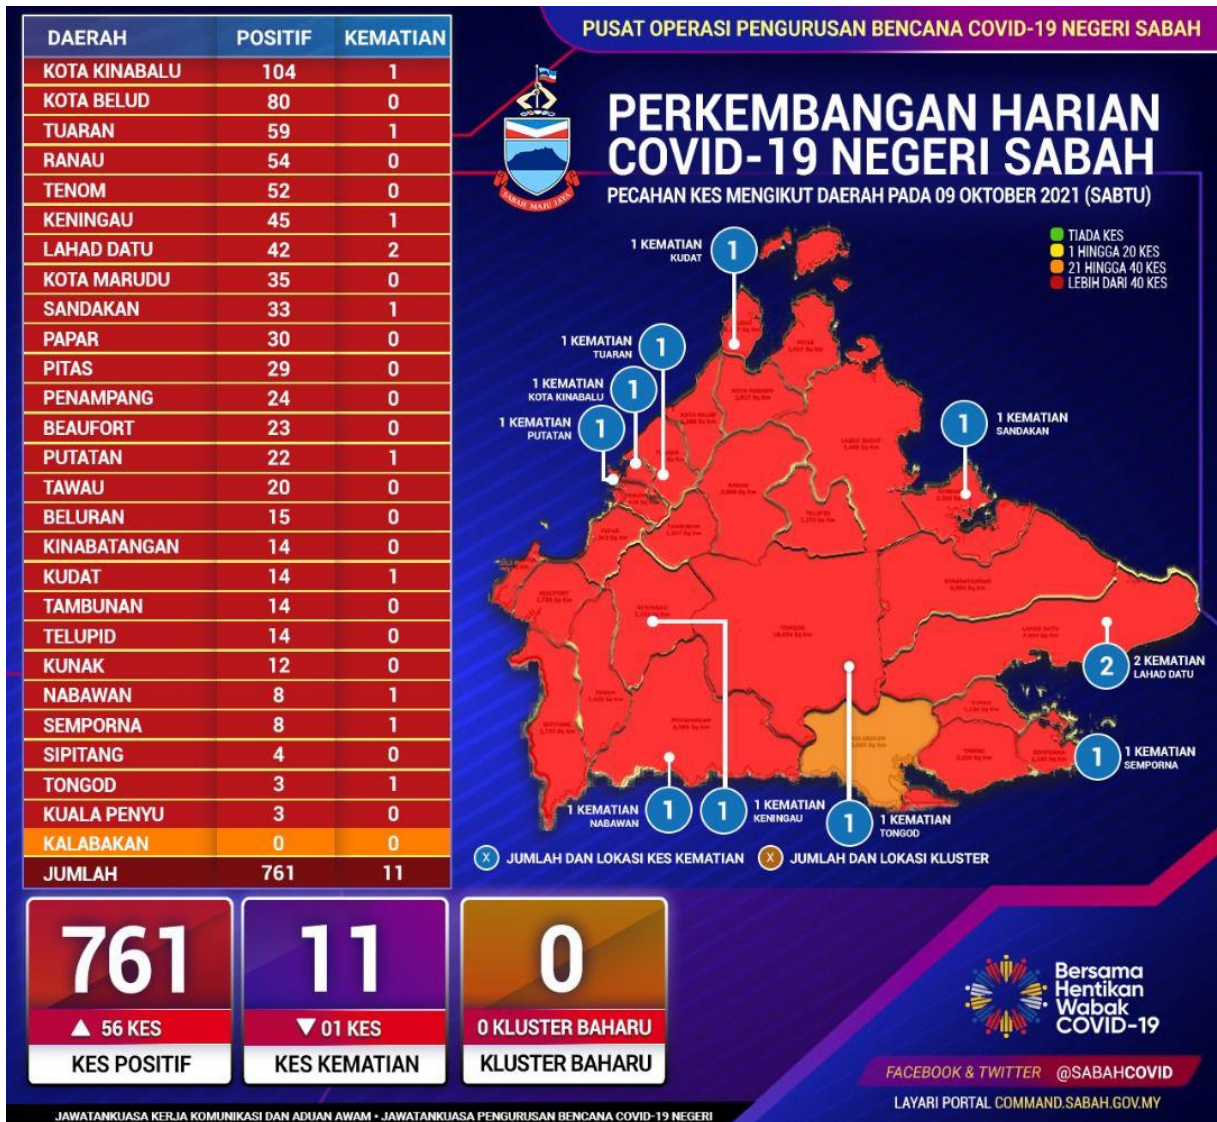 PUSAT OPERASI PENGURUSAN BENCANA COVID-19 NEGERI SABAH
PERKEMBANGAN HARIAN
COVID-19 NEGERI SABAH
PECAHAN KES MENGIKUT DAERAH PADA 09 OKTOBER 2021 (SABTU)
SABAH MAJU JAYA
DAERAH POSITIF KEMATIAN
KOTA KINABALU 104 1
KOTA BELUD 80 0
TUARAN 59 1
RANAU 54 0
TENOM 52 0
KENINGAU 45 1
LAHAD DATU 42 2
KOTA MARUDU 35 0
SANDAKAN 33 1
PAPAR 30 0
PITAS 29 0
PENAMPANG 24 0
BEAUFORT 23 0
PUTATAN 22 1
TAWAU 20 0
BELURAN 15 0
KINABATANGAN 14 0
KUDAT 14 1
TAMBUNAN 14 0
TELUPID 14 0
KUNAK 12 0
NABAWAN 8 1
SEMPORNA 8 1
SIPITANG 4 0
TONGOD 3 1
KUALA PENYU 3 0
KALABAKAN 0 0
JUMLAH 761 11
TIADA KES
1 HINGGA 20 KES
21 HINGGA 40 KES
LEBIH DARI 40 KES
1 KEMATIAN
KUDAT
1
1 KEMATIAN
TUARAN
1
1 KEMATIAN
KOTA KINABALU
1
1 KEMATIAN
PUTATAN
1
1
1 KEMATIAN
SANDAKAN
2
2 KEMATIAN
LAHAD DATU
1
1 KEMATIAN
SEMPORNA
1 KEMATIAN
NABAWAN
1
1
1 KEMATIAN
KENINGAU
1
1 KEMATIAN
TONGOD
X JUMLAH DAN LOKASI KES KEMATIAN
X JUMLAH DAN LOKASI KLUSTER
761
▲ 56 KES
KES POSITIF
11
▼ 01 KES
KES KEMATIAN
0
0 KLUSTER BAHARU
KLUSTER BAHARU
Bersama
Hentikan
Wabak
COVID-19
FACEBOOK & TWITTER @SABAHCOVID
LAYARI PORTAL COMMAND.SABAH.GOV.MY
JAWATANKUASA KERJA KOMUNIKASI DAN ADUAN AWAM • JAWATANKUASA PENGURUSAN BENCANA COVID-19 NEGERI